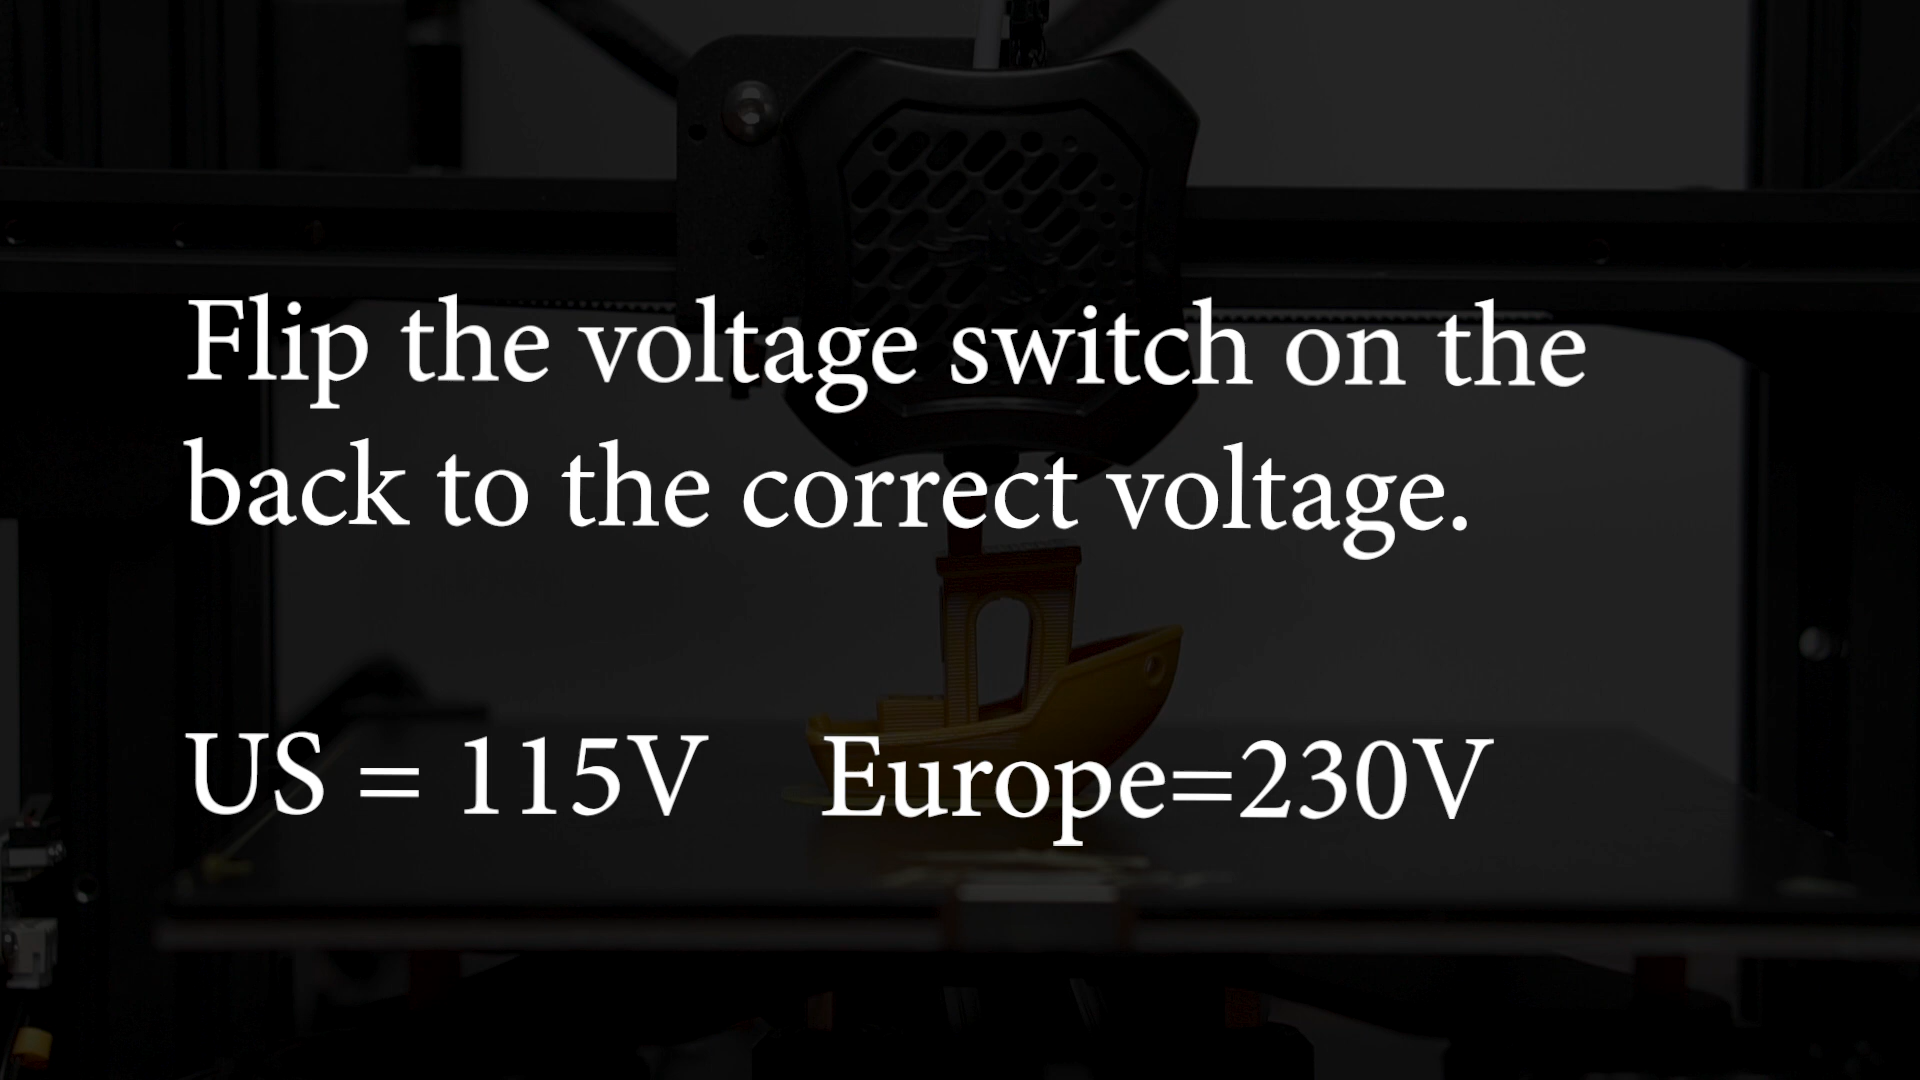 Flip the voltage switch on the
back to the correct voltage.
US = 115V Europe=230V